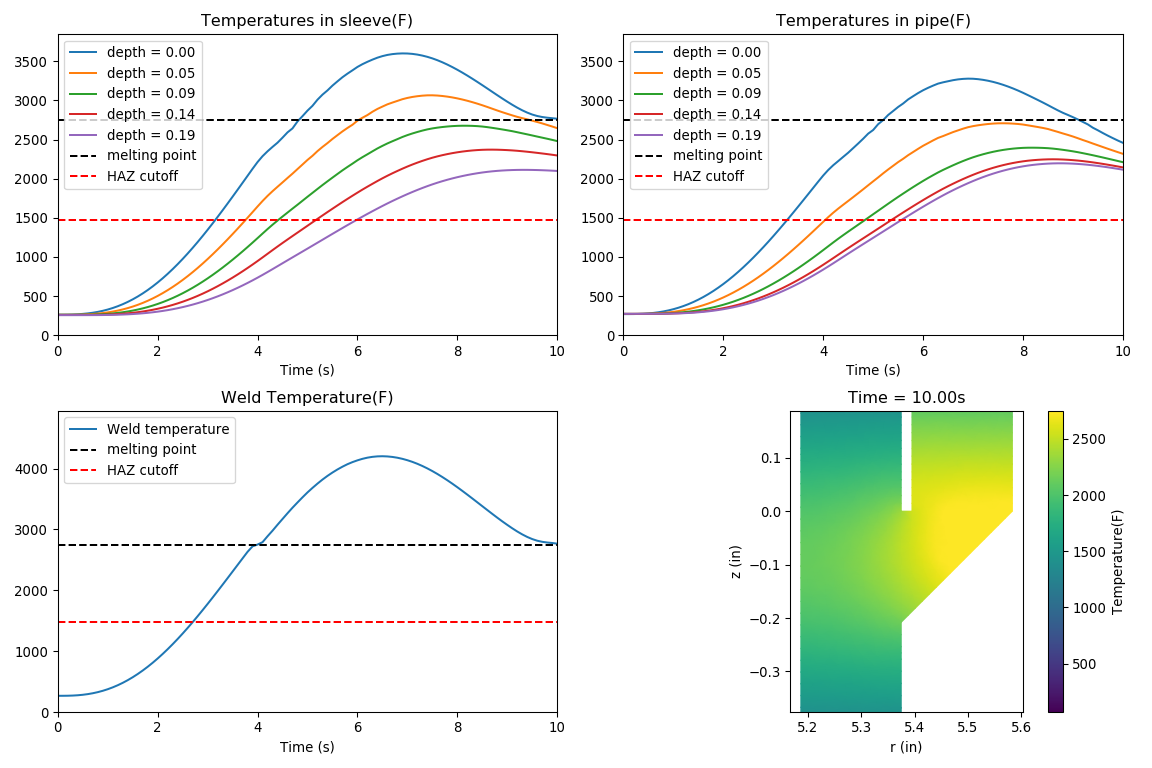 Temperatures in sleeve(F)
depth = 0.00
depth = 0.05
depth = 0.09
depth = 0.14
depth = 0.19
melting point
HAZ cutoff
3500
3000
2500
2000
1500
1000
500
0
0 2 4 6 8 10
Time (s)
Temperatures in pipe(F)
depth = 0.00
depth = 0.05
depth = 0.09
depth = 0.14
depth = 0.19
melting point
HAZ cutoff
3500
3000
2500
2000
1500
1000
500
0
0 2 4 6 8 10
Time (s)
Weld Temperature(F)
Weld temperature
melting point
HAZ cutoff
4000
3000
2000
1000
0
0 2 4 6 8 10
Time (s)
Time = 10.00s
0.1
0.0
−0.1
−0.2
−0.3
z (in)
5.2 5.3 5.4 5.5 5.6
r (in)
2500
2000
1500
1000
500
Temperature(F)